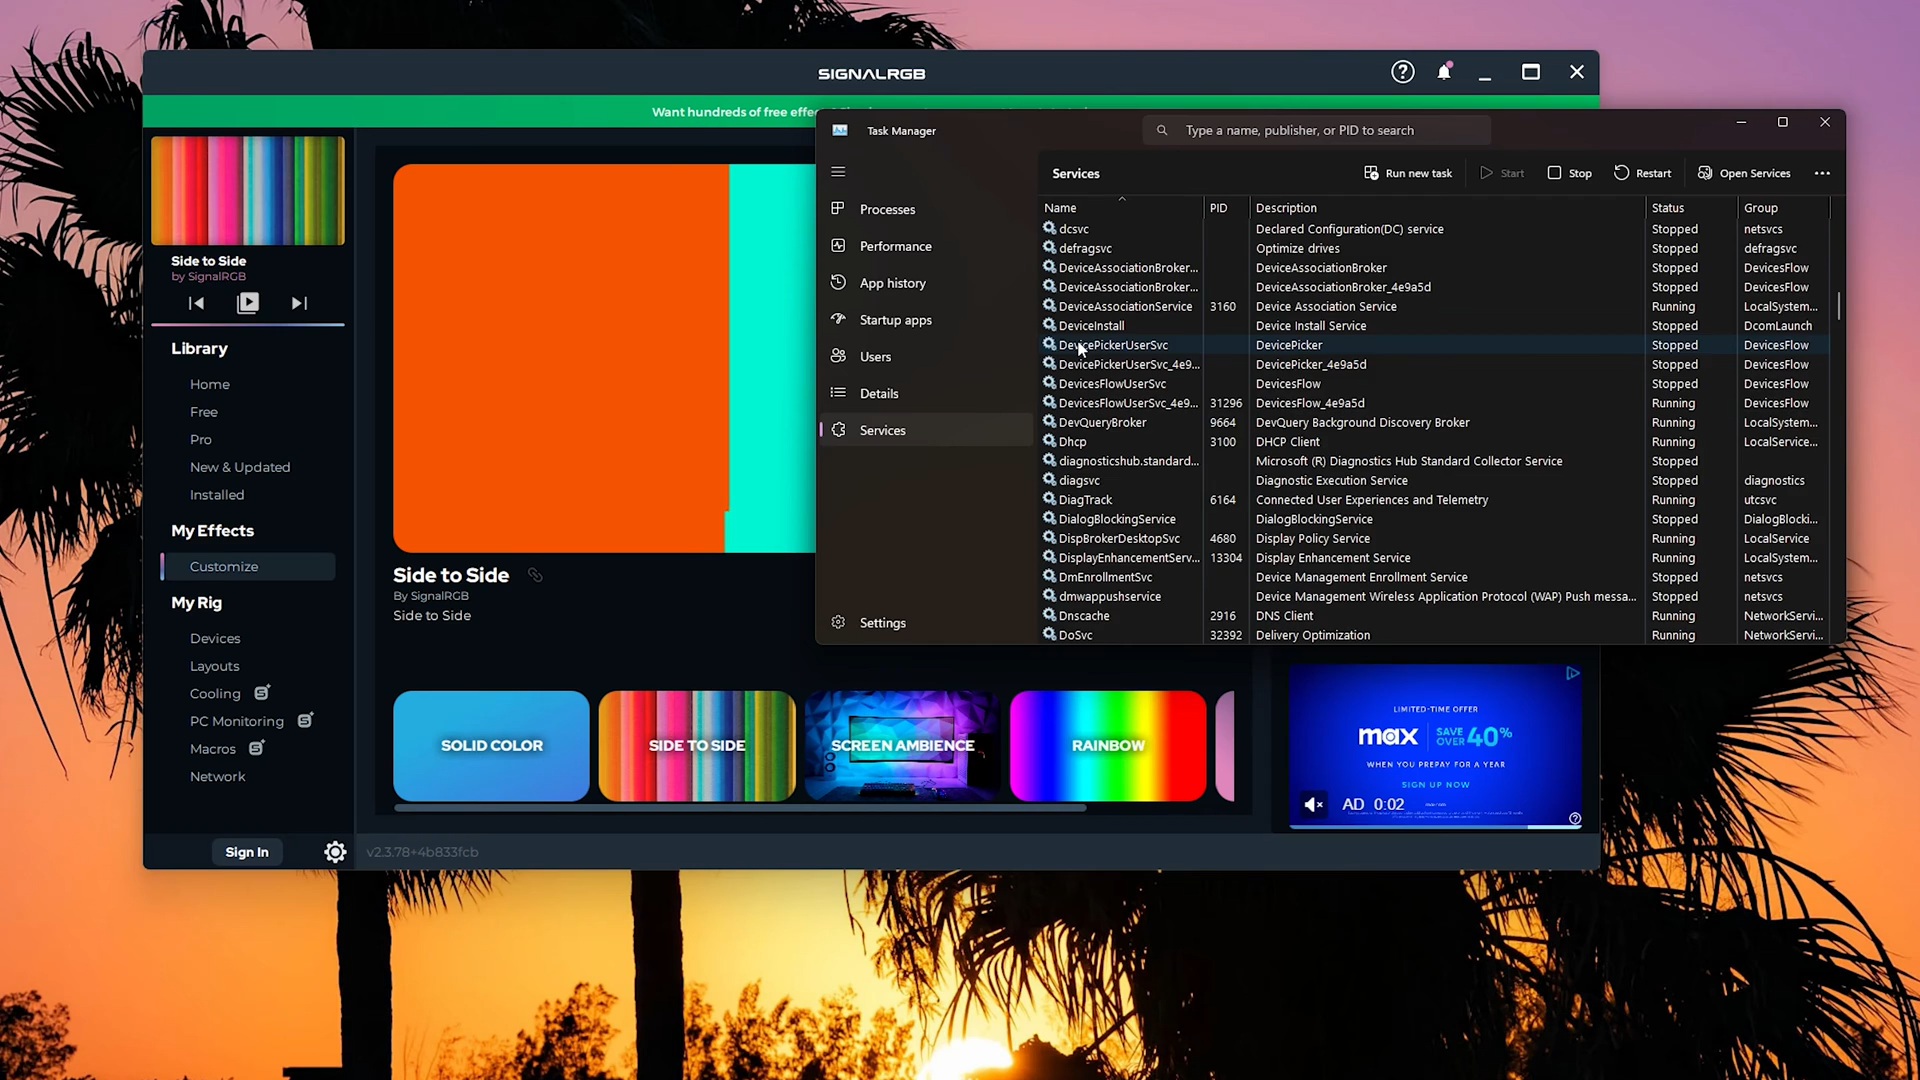 SIGNALRGB
Want hundreds of free effe
Side to Side
by SignalRGB
Library
Home
Free
Pro
New & Updated
Installed
My Effects
Customize
My Rig
Devices
Layouts
Cooling
PC Monitoring
Macros
Network
Sign In
v2.3.78+4b833fcb
Side to Side
By SignalRGB
Side to Side
SOLID COLOR
SIDE TO SIDE
SCREEN AMBIENCE
RAINBOW
LIMITED-TIME OFFER
max SAVE OVER 40%
WHEN YOU PREPAY FOR A YEAR
SIGN UP NOW
AD 0:02
Task Manager
Type a name, publisher, or PID to search
Processes
Performance
App history
Startup apps
Users
Details
Services
Settings
Services Run new task Start Stop Restart Open Services
Name PID Description Status Group
dcsvc Declared Configuration(DC) service Stopped netsvcs
defragsvc Optimize drives Stopped defragsvc
DeviceAssociationBroker... DeviceAssociationBroker Stopped DevicesFlow
DeviceAssociationBroker... DeviceAssociationBroker_4e9a5d Stopped DevicesFlow
DeviceAssociationService 3160 Device Association Service Running LocalSystem...
DeviceInstall Device Install Service Stopped DcomLaunch
DevicePickerUserSvc DevicePicker Stopped DevicesFlow
DevicePickerUserSvc_4e9... DevicePicker_4e9a5d Stopped DevicesFlow
DevicesFlowUserSvc DevicesFlow Stopped DevicesFlow
DevicesFlowUserSvc_4e9... 31296 DevicesFlow_4e9a5d Running DevicesFlow
DevQueryBroker 9664 DevQuery Background Discovery Broker Running LocalSystem...
Dhcp 3100 DHCP Client Running LocalService...
diagnosticshub.standard... Microsoft (R) Diagnostics Hub Standard Collector Service Stopped
diagsvc Diagnostic Execution Service Stopped diagnostics
DiagTrack 6164 Connected User Experiences and Telemetry Running utcsvc
DialogBlockingService DialogBlockingService Stopped DialogBlocki...
DispBrokerDesktopSvc 4680 Display Policy Service Running LocalService
DisplayEnhancementServ... 13304 Display Enhancement Service Running LocalSystem...
DmEnrollmentSvc Device Management Enrollment Service Stopped netsvcs
dmwappushservice Device Management Wireless Application Protocol (WAP) Push messa... Stopped netsvcs
Dnscache 2916 DNS Client Running NetworkServi...
DoSvc 32392 Delivery Optimization Running NetworkServi...